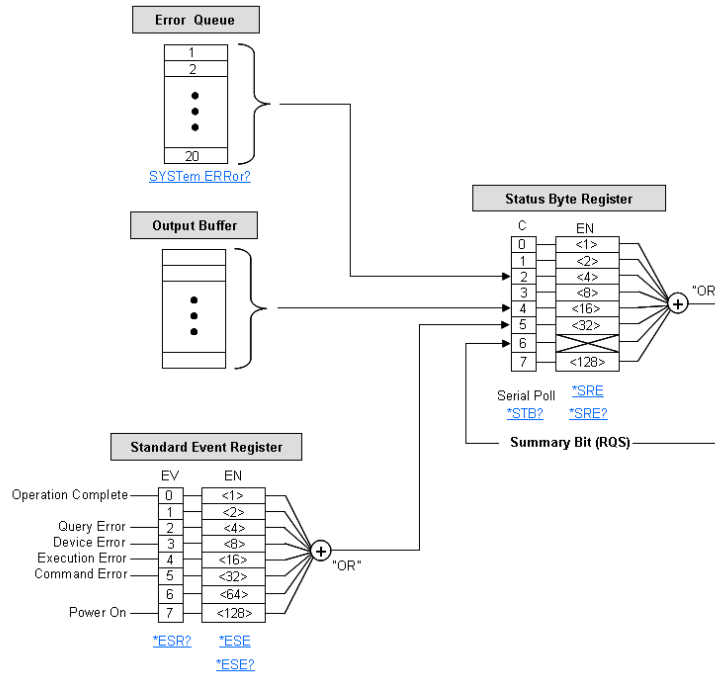 Error Queue
1
2
20
SYSTem ERRor?
Output Buffer
Status Byte Register
C EN
0 <1>
1 <2>
2 <4>
3 <8>
4 <16>
5 <32>
6
7 <128>
"OR
Serial Poll *SRE
*STB? *SRE?
Summary Bit (RQS)
Standard Event Register
EV EN
Operation Complete 0 <1>
1 <2>
Query Error 2 <4>
Device Error 3 <8>
Execution Error 4 <16>
Command Error 5 <32>
6 <64>
Power On 7 <128>
"OR"
*ESR? *ESE
*ESE?